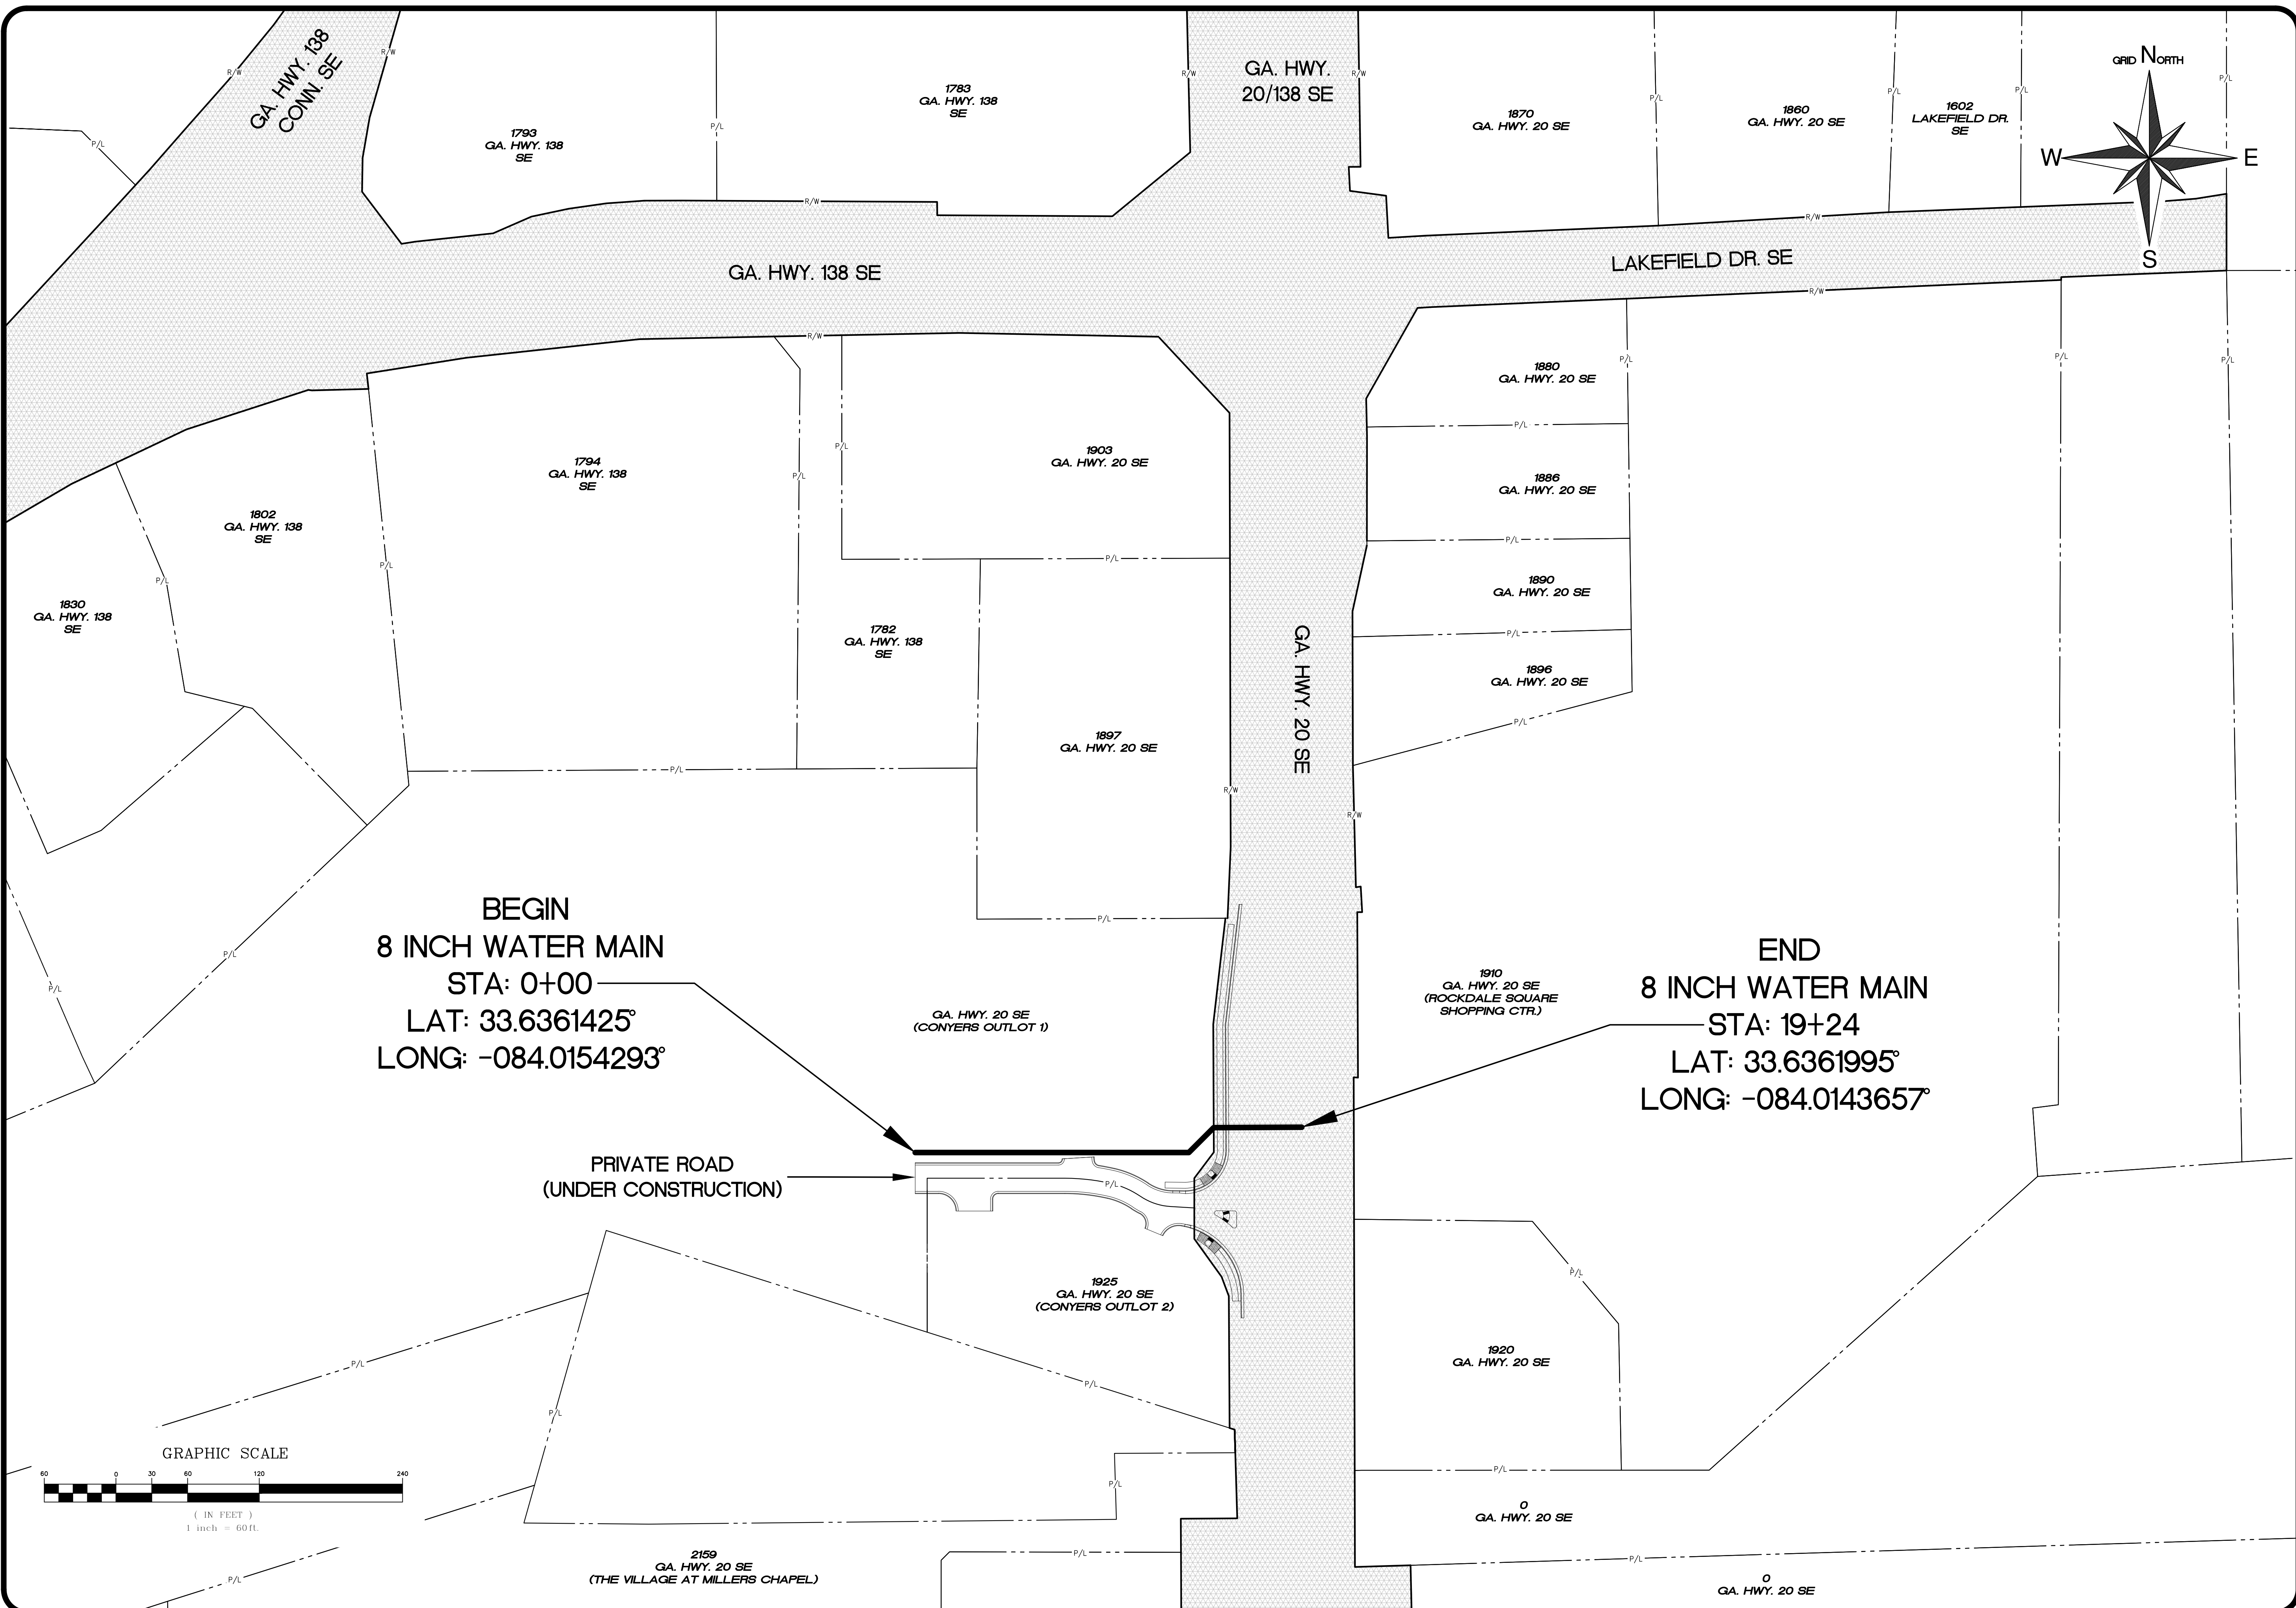 GA. HWY. 138
CONN. SE
R/W
R/W
P/L
1793
GA. HWY. 138
SE
P/L
1783
GA. HWY. 138
SE
R/W
GA. HWY.
20/138 SE
R/W
1870
GA. HWY. 20 SE
P/L
1860
GA. HWY. 20 SE
P/L
1602
LAKEFIELD DR.
SE
P/L
P/L
GRID NORTH
W
E
S
R/W
GA. HWY. 138 SE
R/W
R/W
LAKEFIELD DR. SE
R/W
1880
GA. HWY. 20 SE
P/L
P/L
P/L
P/L
1886
GA. HWY. 20 SE
P/L
1890
GA. HWY. 20 SE
P/L
1896
GA. HWY. 20 SE
P/L
1903
GA. HWY. 20 SE
P/L
P/L
1794
GA. HWY. 138
SE
P/L
P/L
1802
GA. HWY. 138
SE
P/L
1830
GA. HWY. 138
SE
1782
GA. HWY. 138
SE
GA. HWY. 20 SE
1897
GA. HWY. 20 SE
P/L
R/W
R/W
P/L
BEGIN
8 INCH WATER MAIN
STA: 0+00
LAT: 33.6361425°
LONG: -084.0154293°
P/L
P/L
GA. HWY. 20 SE
(CONYERS OUTLOT 1)
1910
GA. HWY. 20 SE
(ROCKDALE SQUARE
SHOPPING CTR.)
END
8 INCH WATER MAIN
STA: 19+24
LAT: 33.6361995°
LONG: -084.0143657°
PRIVATE ROAD
(UNDER CONSTRUCTION)
P/L
1925
GA. HWY. 20 SE
(CONYERS OUTLOT 2)
P/L
1920
GA. HWY. 20 SE
P/L
P/L
P/L
P/L
P/L
GRAPHIC SCALE
60 0 30 60 120 240
( IN FEET )
1 inch = 60 ft.
0
GA. HWY. 20 SE
2159
GA. HWY. 20 SE
(THE VILLAGE AT MILLERS CHAPEL)
P/L
P/L
P/L
0
GA. HWY. 20 SE